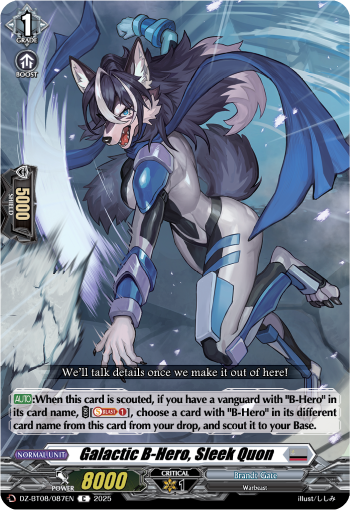 1
GRADE
BOOST
5000
SHIELD
We'll talk details once we make it out of here!
AUTO:When this card is scouted, if you have a vanguard with "B-Hero" in
its card name, [BLAST 1], choose a card with "B-Hero" in its different
card name from this card from your drop, and scout it to your Base.
NORMAL UNIT
Galactic B-Hero, Sleek Quon
POWER
8000
CRITICAL
1
Brandt Gate
Warbeast
DZ-BT08/087EN C 2025
illust/ししみ